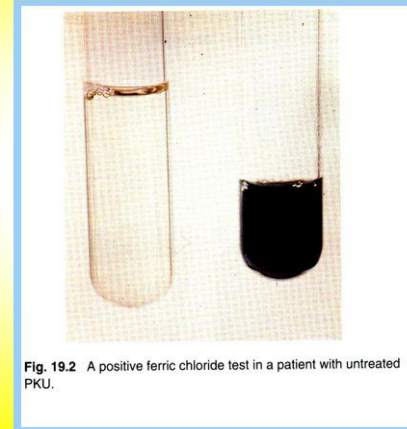 Fig. 19.2 A positive ferric chloride test in a patient with untreated
PKU.